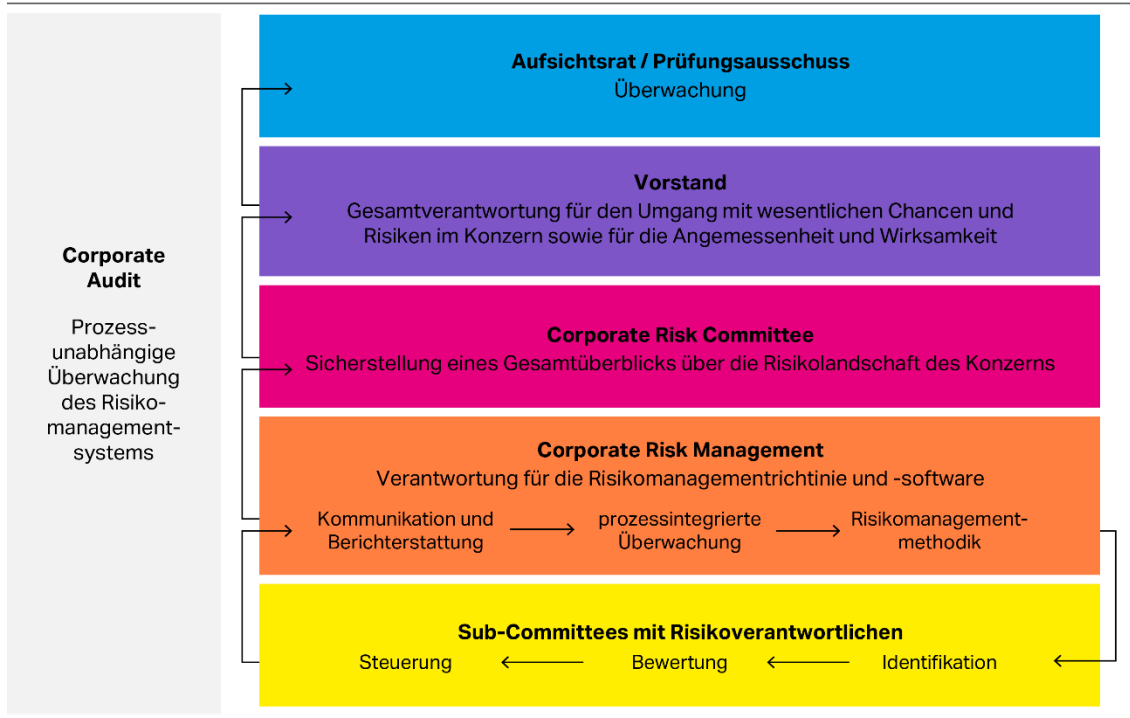 Corporate
Audit
Prozess-
unabhängige
Überwachung
des Risiko-
management-
systems
Aufsichtsrat / Prüfungsausschuss
Überwachung
Vorstand
Gesamtverantwortung für den Umgang mit wesentlichen Chancen und
Risiken im Konzern sowie für die Angemessenheit und Wirksamkeit
Corporate Risk Committee
Sicherstellung eines Gesamtüberblicks über die Risikolandschaft des Konzerns
Corporate Risk Management
Verantwortung für die Risikomanagementrichtinie und -software
Kommunikation und
Berichterstattung
prozessintegrierte
Überwachung
Risikomanagement-
methodik
Sub-Committees mit Risikoverantwortlichen
Steuerung
Bewertung
Identifikation